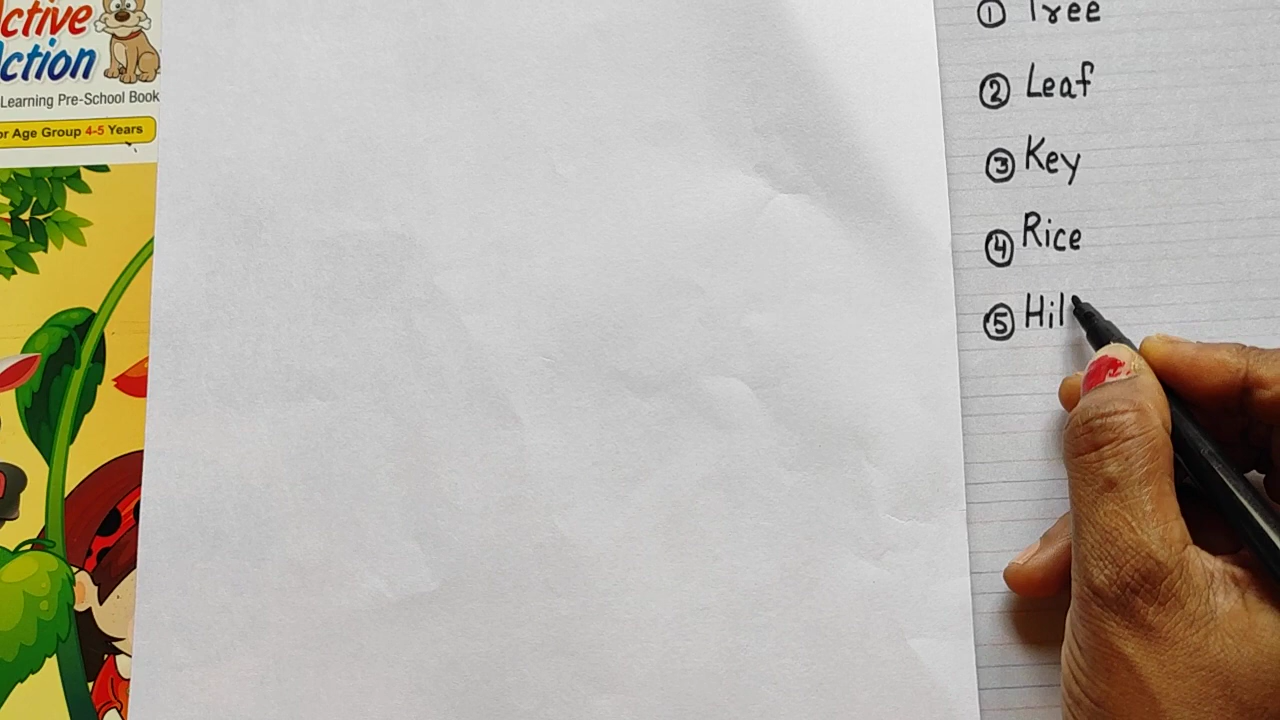 ctive
ction
Learning Pre-School Book
or Age Group 4-5 Years
① Tree
② Leaf
③ Key
④ Rice
⑤ Hil